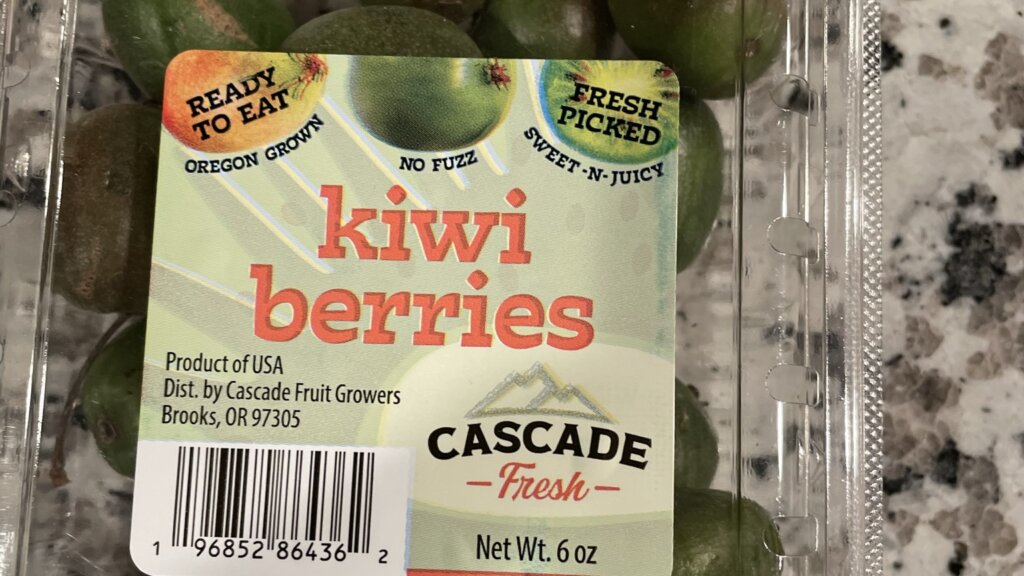 READY
TO EAT
OREGON GROWN
NO FUZZ
FRESH
PICKED
SWEET-N-JUICY
kiwi
berries
Product of USA
Dist. by Cascade Fruit Growers
Brooks, OR 97305
CASCADE
Fresh
1 96852 86436 2
Net Wt. 6 oz